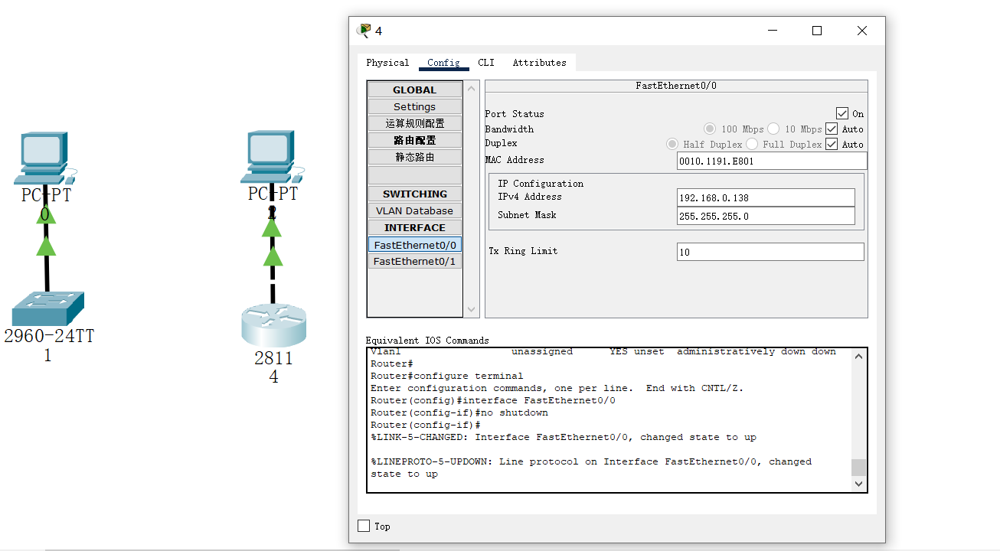 4
Physical Config CLI Attributes
GLOBAL
Settings
运算规则配置
路由配置
静态路由
SWITCHING
VLAN Database
INTERFACE
FastEthernet0/0
FastEthernet0/1
FastEthernet0/0
Port Status On
Bandwidth 100 Mbps 10 Mbps Auto
Duplex Half Duplex Full Duplex Auto
MAC Address 0010.1191.E801
IP Configuration
IPv4 Address 192.168.0.138
Subnet Mask 255.255.255.0
Tx Ring Limit 10
Equivalent IOS Commands
Vlan1 unassigned YES unset administratively down down
Router#
Router#configure terminal
Enter configuration commands, one per line. End with CNTL/Z.
Router(config)#interface FastEthernet0/0
Router(config-if)#no shutdown
Router(config-if)#
%LINK-5-CHANGED: Interface FastEthernet0/0, changed state to up
%LINEPROTO-5-UPDOWN: Line protocol on Interface FastEthernet0/0, changed
state to up
Top
PC-PT
0
2960-24TT
1
PC-PT
2
2811
4